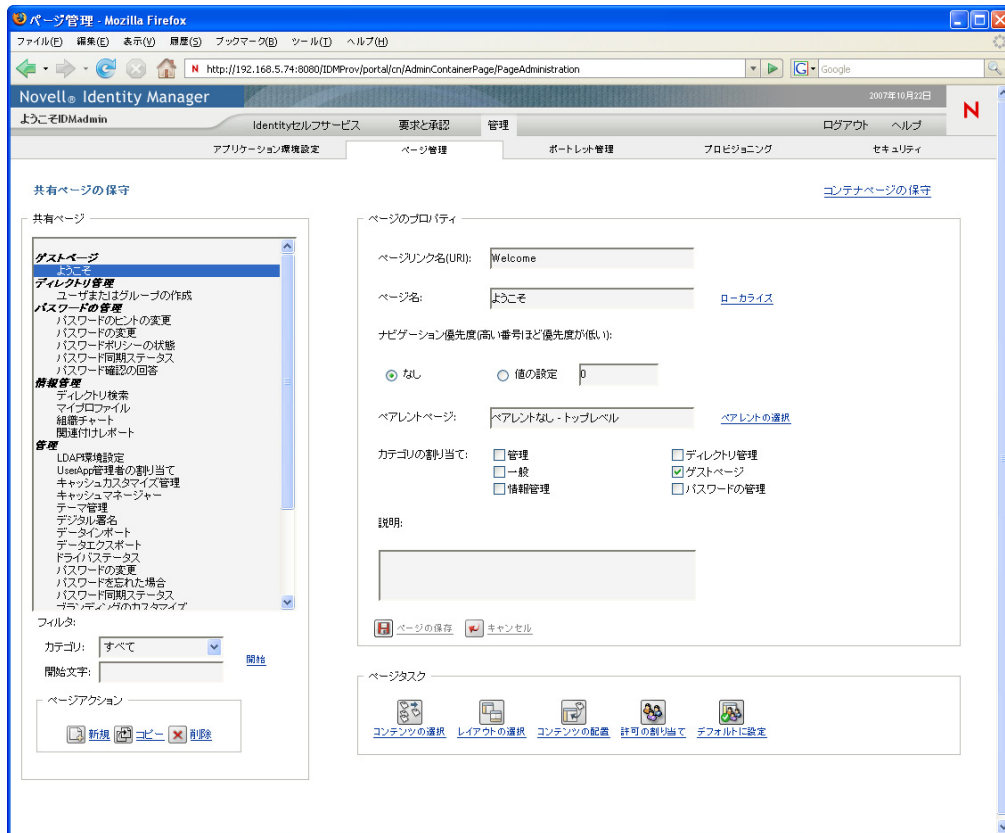 ページ管理 - Mozilla Firefox
ファイル(F) 編集(E) 表示(V) 履歴(S) ブックマーク(B) ツール(T) ヘルプ(H)
N http://192.168.5.74:8080/IDMProv/portal/cn/AdminContainerPage/PageAdministration G Google
Novell® Identity Manager 2007年10月22日 N
ようこそIDMadmin Identityセルフサービス 要求と承認 管理 ログアウト ヘルプ
アプリケーション環境設定 ページ管理 ポートレット管理 プロビジョニング セキュリティ
共有ページの保守 コンテナページの保守
共有ページ
ゲストページ
ようこそ
ディレクトリ管理
ユーザまたはグループの作成
パスワードの管理
パスワードのヒントの変更
パスワードの変更
パスワードポリシーの状態
パスワード同期ステータス
パスワード確認の回答
情報管理
ディレクトリ検索
マイプロファイル
組織チャート
関連付けレポート
管理
LDAP環境設定
UserApp管理者の割り当て
キャッシュカスタマイズ管理
キャッシュマネージャー
テーマ管理
デジタル署名
データインポート
データエクスポート
ドライバステータス
パスワードの変更
パスワードを忘れた場合
パスワード同期ステータス
ブランディングのカスタマイズ
フィルタ:
カテゴリ: すべて
開始文字: 開始
ページアクション
新規 コピー 削除
ページのプロパティ
ページリンク名(URI): Welcome
ページ名: ようこそ ローカライズ
ナビゲーション優先度(高い番号ほど優先度が低い):
なし 値の設定 0
ペアレントページ: ペアレントなし - トップレベル ペアレントの選択
カテゴリの割り当て: 管理 ディレクトリ管理
一般 ゲストページ
情報管理 パスワードの管理
説明:
ページの保存 キャンセル
ページタスク
コンテンツの選択 レイアウトの選択 コンテンツの配置 許可の割り当て デフォルトに設定